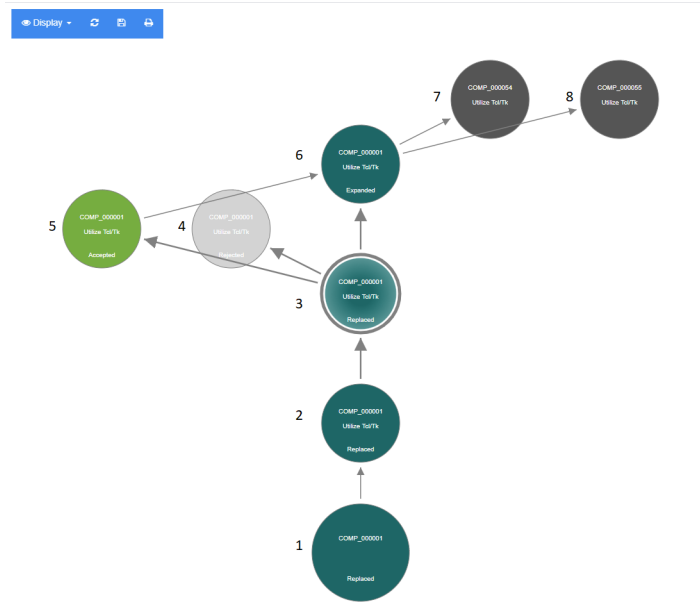 Display
7
COMP_000054
Utilize Tol/Tk
8
COMP_000055
Utilize Tol/Tk
6
COMP_000001
Utilize Tol/Tk
Expanded
5
COMP_000001
Utilize Tol/Tk
Accepted
4
COMP_000001
Utilize Tol/Tk
Rejected
3
COMP_000001
Utilize Tol/Tk
Replaced
2
COMP_000001
Utilize Tol/Tk
Replaced
1
COMP_000001
Replaced